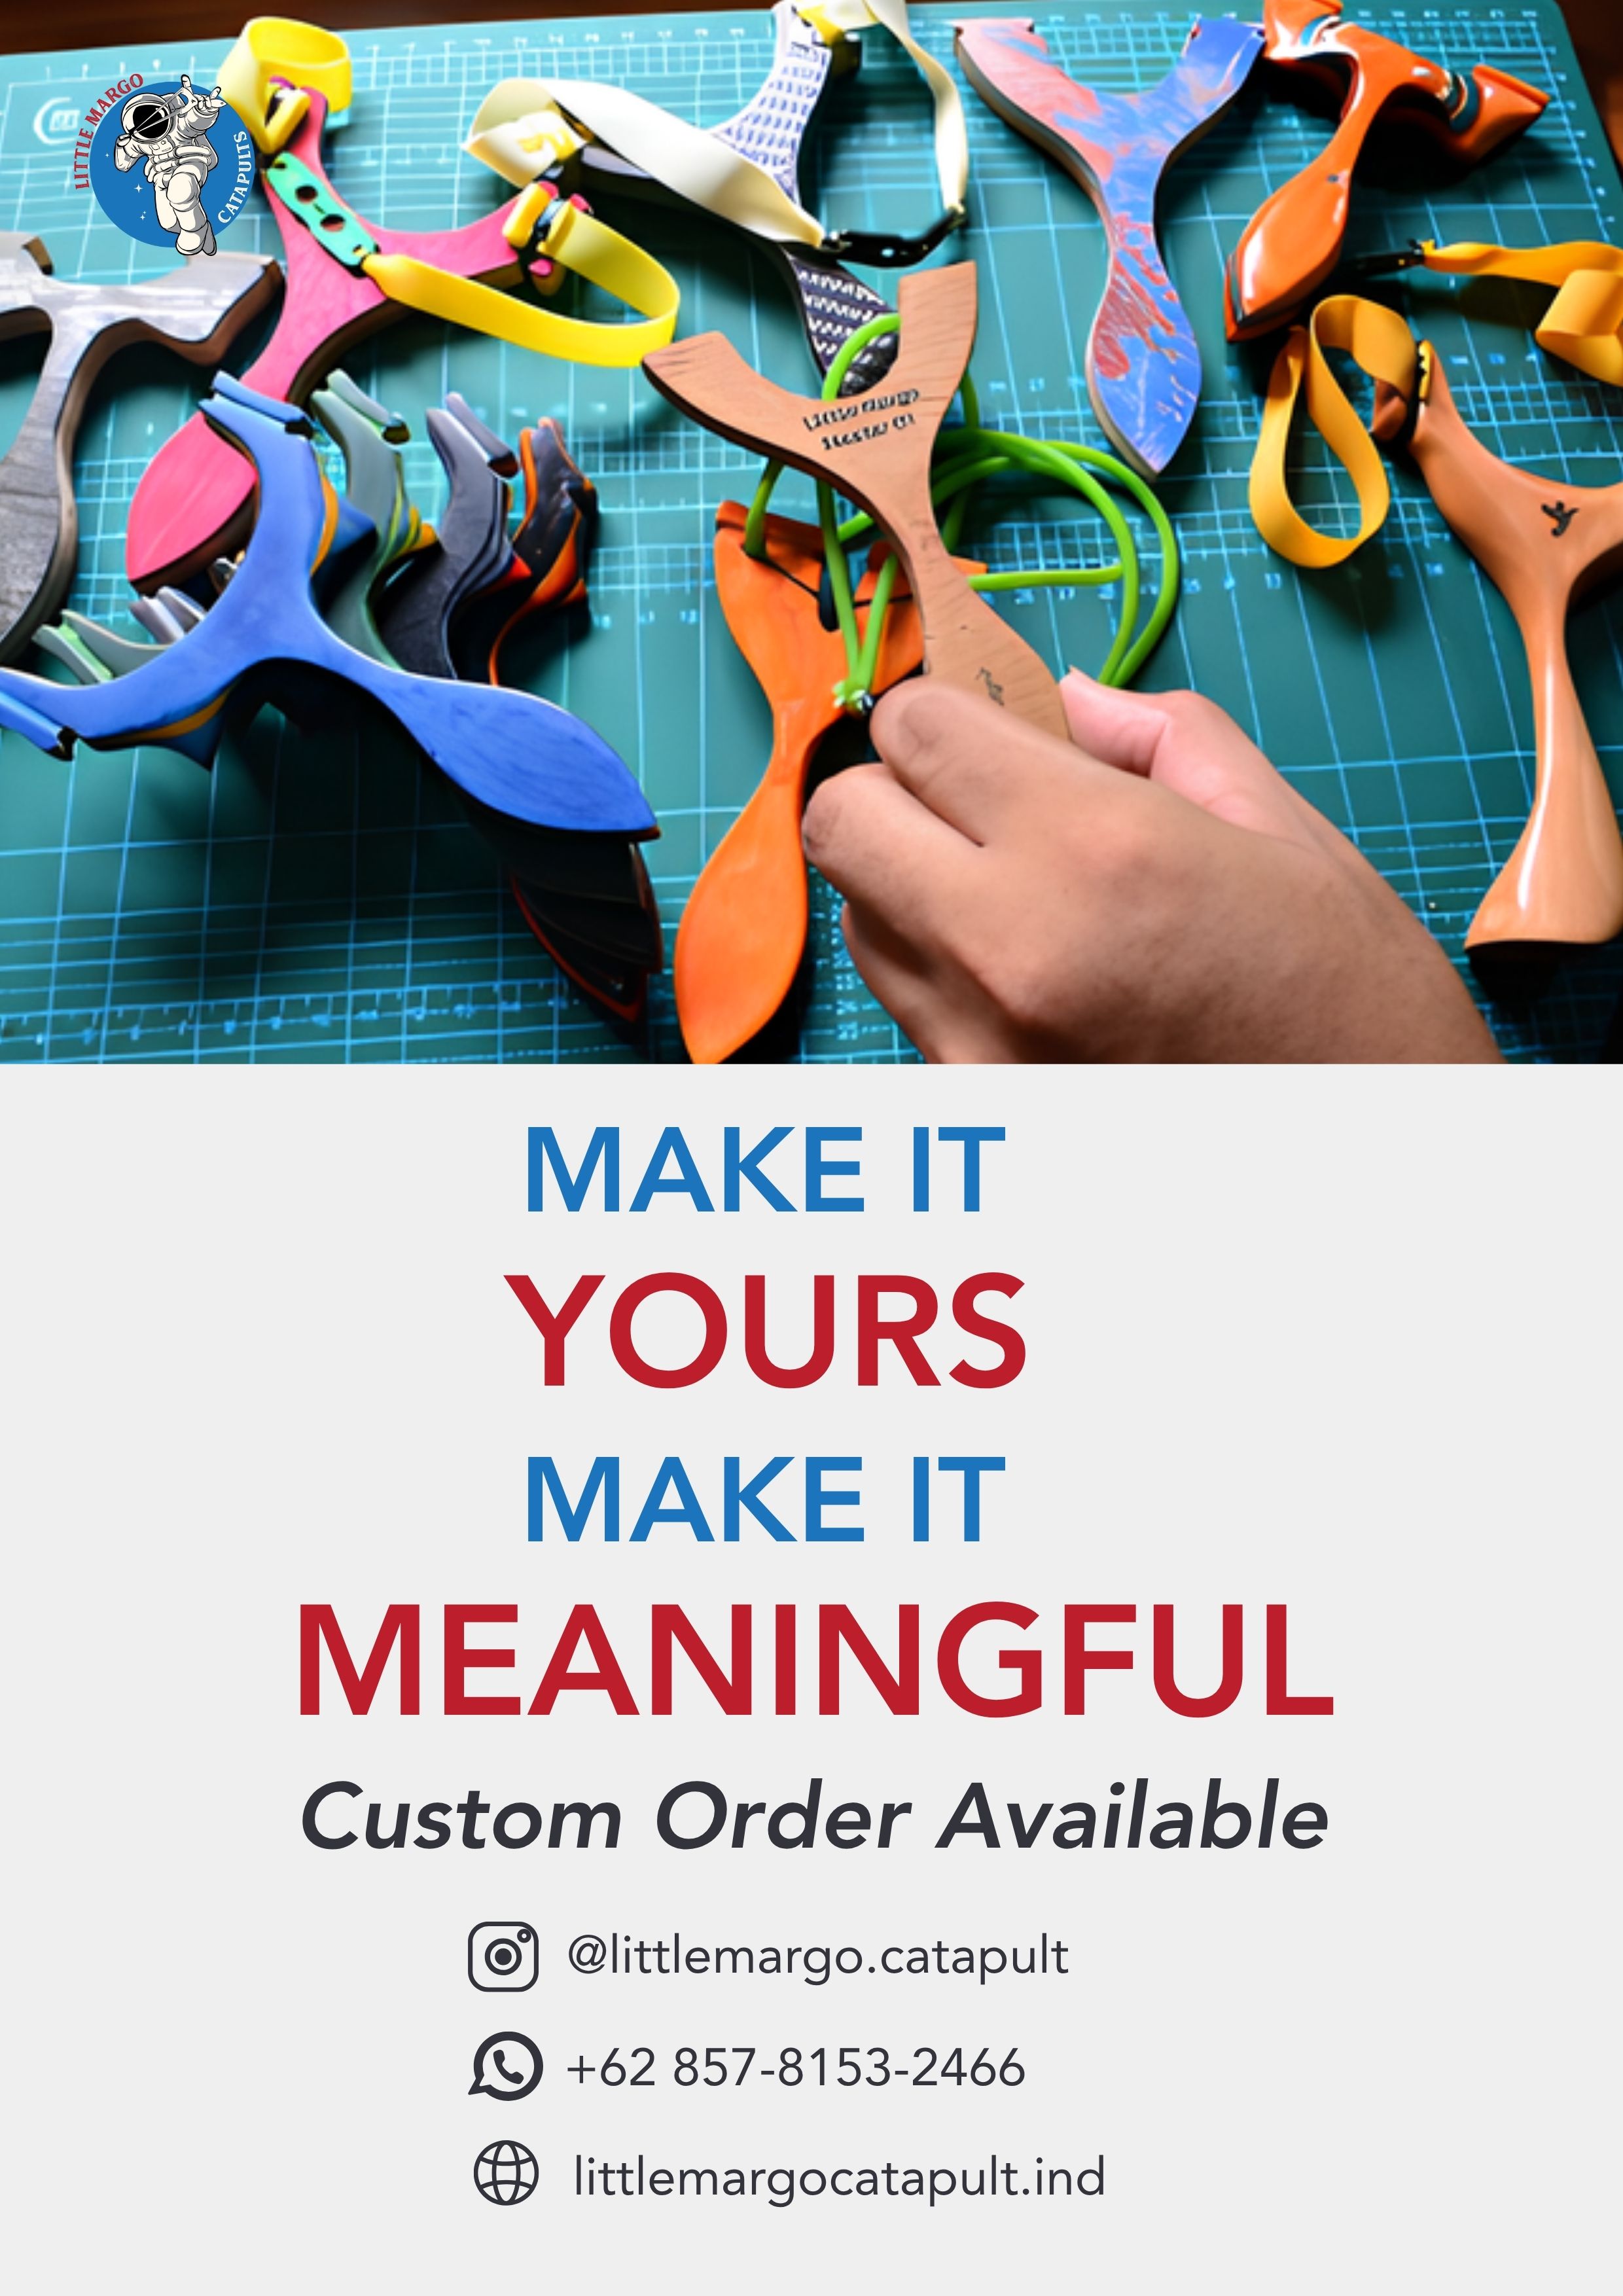 LITTLE MARGO
CATAPULTS
MAKE IT
YOURS
MAKE IT
MEANINGFUL
Custom Order Available
@littlemargo.catapult
+62 857-8153-2466
littlemargocatapult.ind